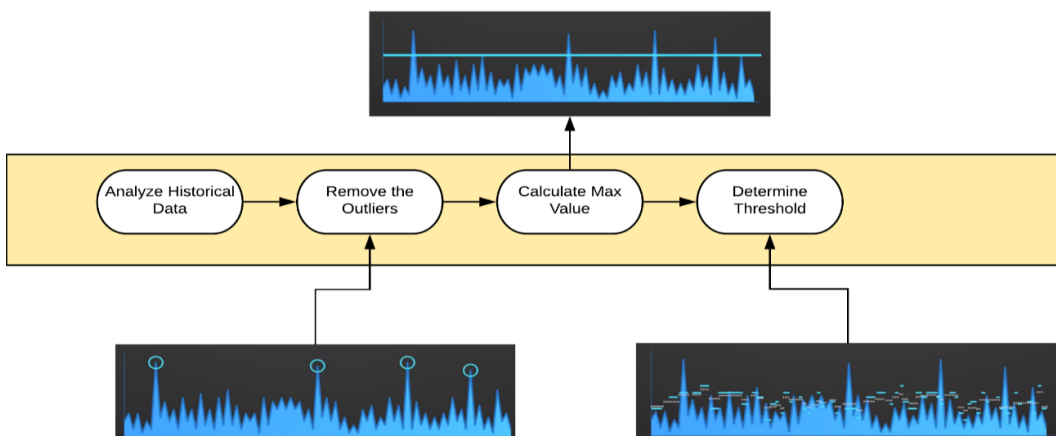 Analyze Historical
Data
Remove the
Outliers
Calculate Max
Value
Determine
Threshold